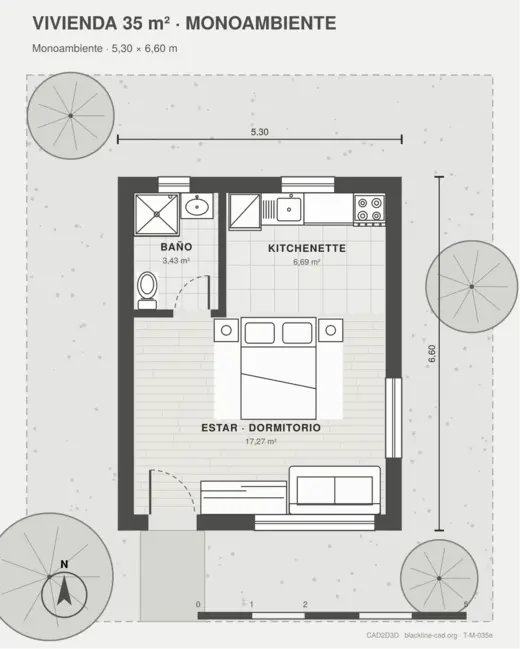 VIVIENDA 35 m² · MONOAMBIENTE
Monoambiente · 5,30 × 6,60 m
5.30
BAÑO
3,43 m²
KITCHENETTE
6,69 m²
6,60
ESTAR · DORMITORIO
17,27 m²
N
0 1 2 5
CAD2D3D blackline-cad.org · T-M-035e